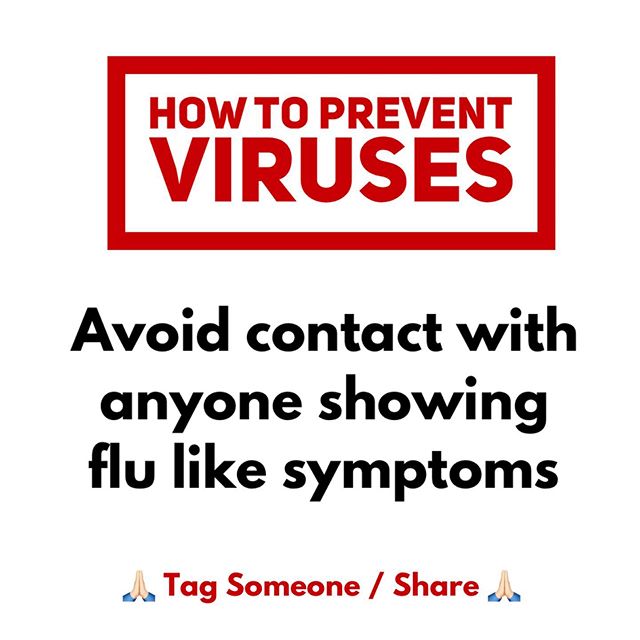 HOW TO PREVENT
VIRUSES
Avoid contact with
anyone showing
flu like symptoms
🙏🏻 Tag Someone / Share 🙏🏻